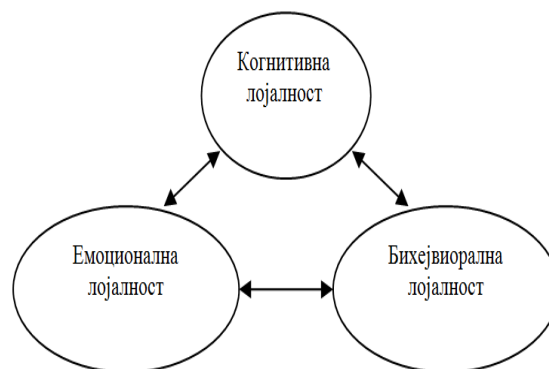 Когнитивна
лојалност
Емоционална
лојалност
Бихејвиорална
лојалност